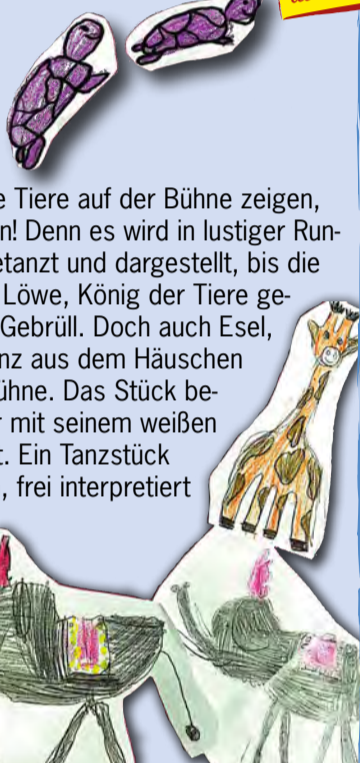 e Tiere auf der Bühne zeigen,
n! Denn es wird in lustiger Run-
etanzt und dargestellt, bis die
Löwe, König der Tiere ge-
Gebrüll. Doch auch Esel,
nz aus dem Häuschen
ühne. Das Stück be-
r mit seinem weißen
t. Ein Tanzstück
, frei interpretiert